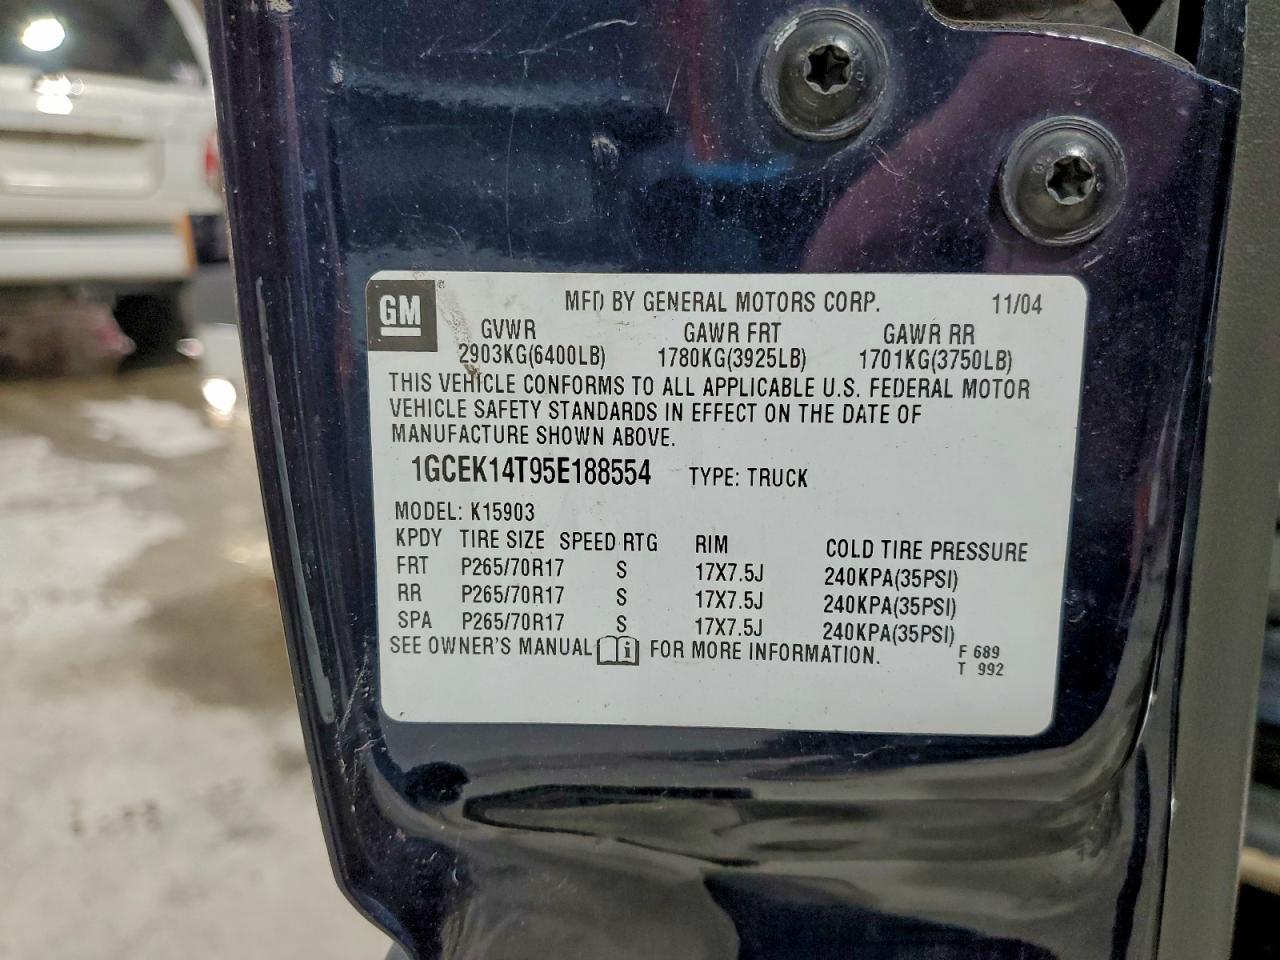 GM
MFD BY GENERAL MOTORS CORP. 11/04
GVWR GAWR FRT GAWR RR
2903KG(6400LB) 1780KG(3925LB) 1701KG(3750LB)
THIS VEHICLE CONFORMS TO ALL APPLICABLE U.S. FEDERAL MOTOR
VEHICLE SAFETY STANDARDS IN EFFECT ON THE DATE OF
MANUFACTURE SHOWN ABOVE.
1GCEK14T95E188554 TYPE: TRUCK
MODEL: K15903
KPDY TIRE SIZE SPEED RTG RIM COLD TIRE PRESSURE
FRT P265/70R17 S 17X7.5J 240KPA(35PSI)
RR P265/70R17 S 17X7.5J 240KPA(35PSI)
SPA P265/70R17 S 17X7.5J 240KPA(35PSI)
SEE OWNER'S MANUAL FOR MORE INFORMATION.
F 689
T 992